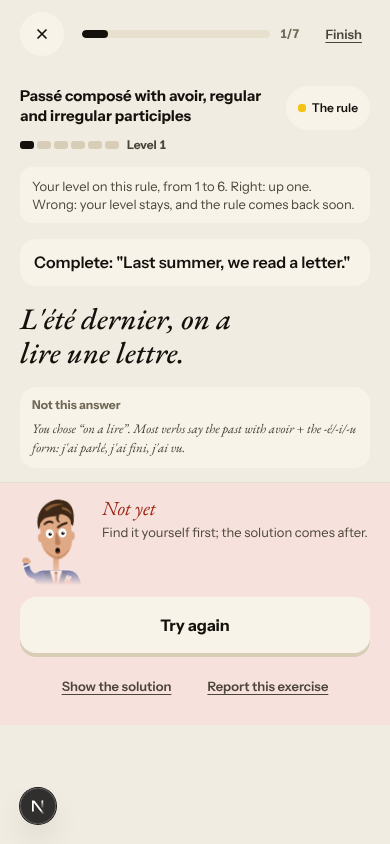 1/7
Finish
Passé composé with avoir, regular
and irregular participles
The rule
Level 1
Your level on this rule, from 1 to 6. Right: up one.
Wrong: your level stays, and the rule comes back soon.
Complete: "Last summer, we read a letter."
L'été dernier, on a
lire une lettre.
Not this answer
You chose “on a lire”. Most verbs say the past with avoir + the -é/-i/-u
form: j'ai parlé, j'ai fini, j'ai vu.
Not yet
Find it yourself first; the solution comes after.
Try again
Show the solution
Report this exercise
N